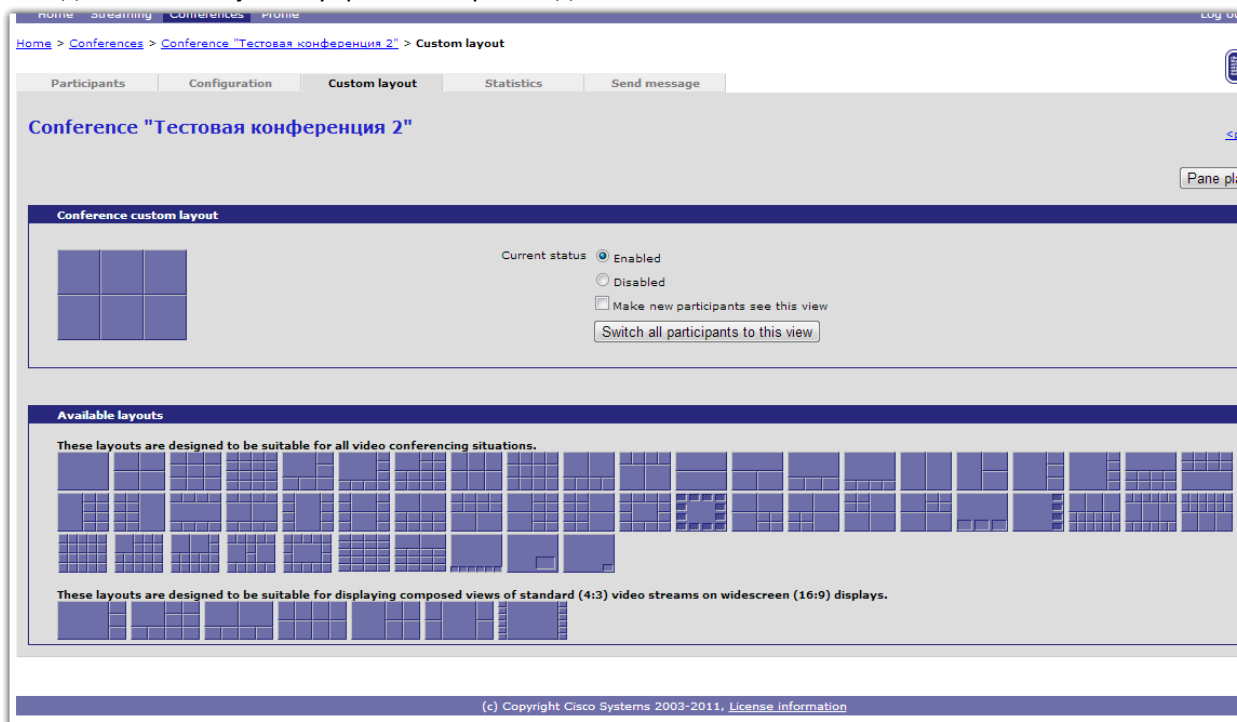 Home Streaming Conferences Profile
Home > Conferences > Conference "Тестовая конференция 2" > Custom layout
Participants Configuration Custom layout Statistics Send message
Conference "Тестовая конференция 2"
Conference custom layout
Current status Enabled
Disabled
Make new participants see this view
Switch all participants to this view
Available layouts
These layouts are designed to be suitable for all video conferencing situations.
These layouts are designed to be suitable for displaying composed views of standard (4:3) video streams on widescreen (16:9) displays.
(c) Copyright Cisco Systems 2003-2011, License information